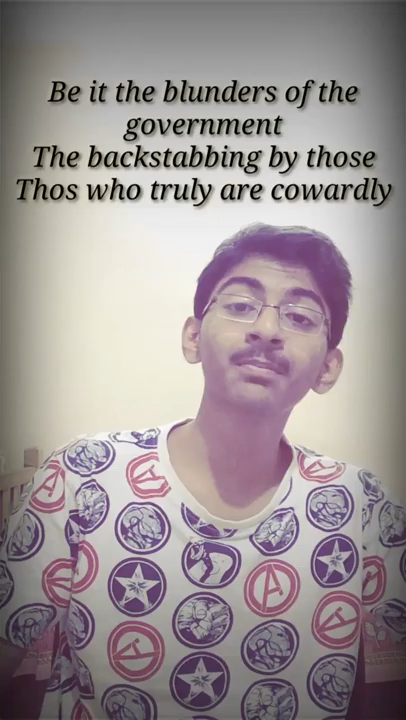 Be it the blunders of the
government
The backstabbing by those
Thos who truly are cowardly